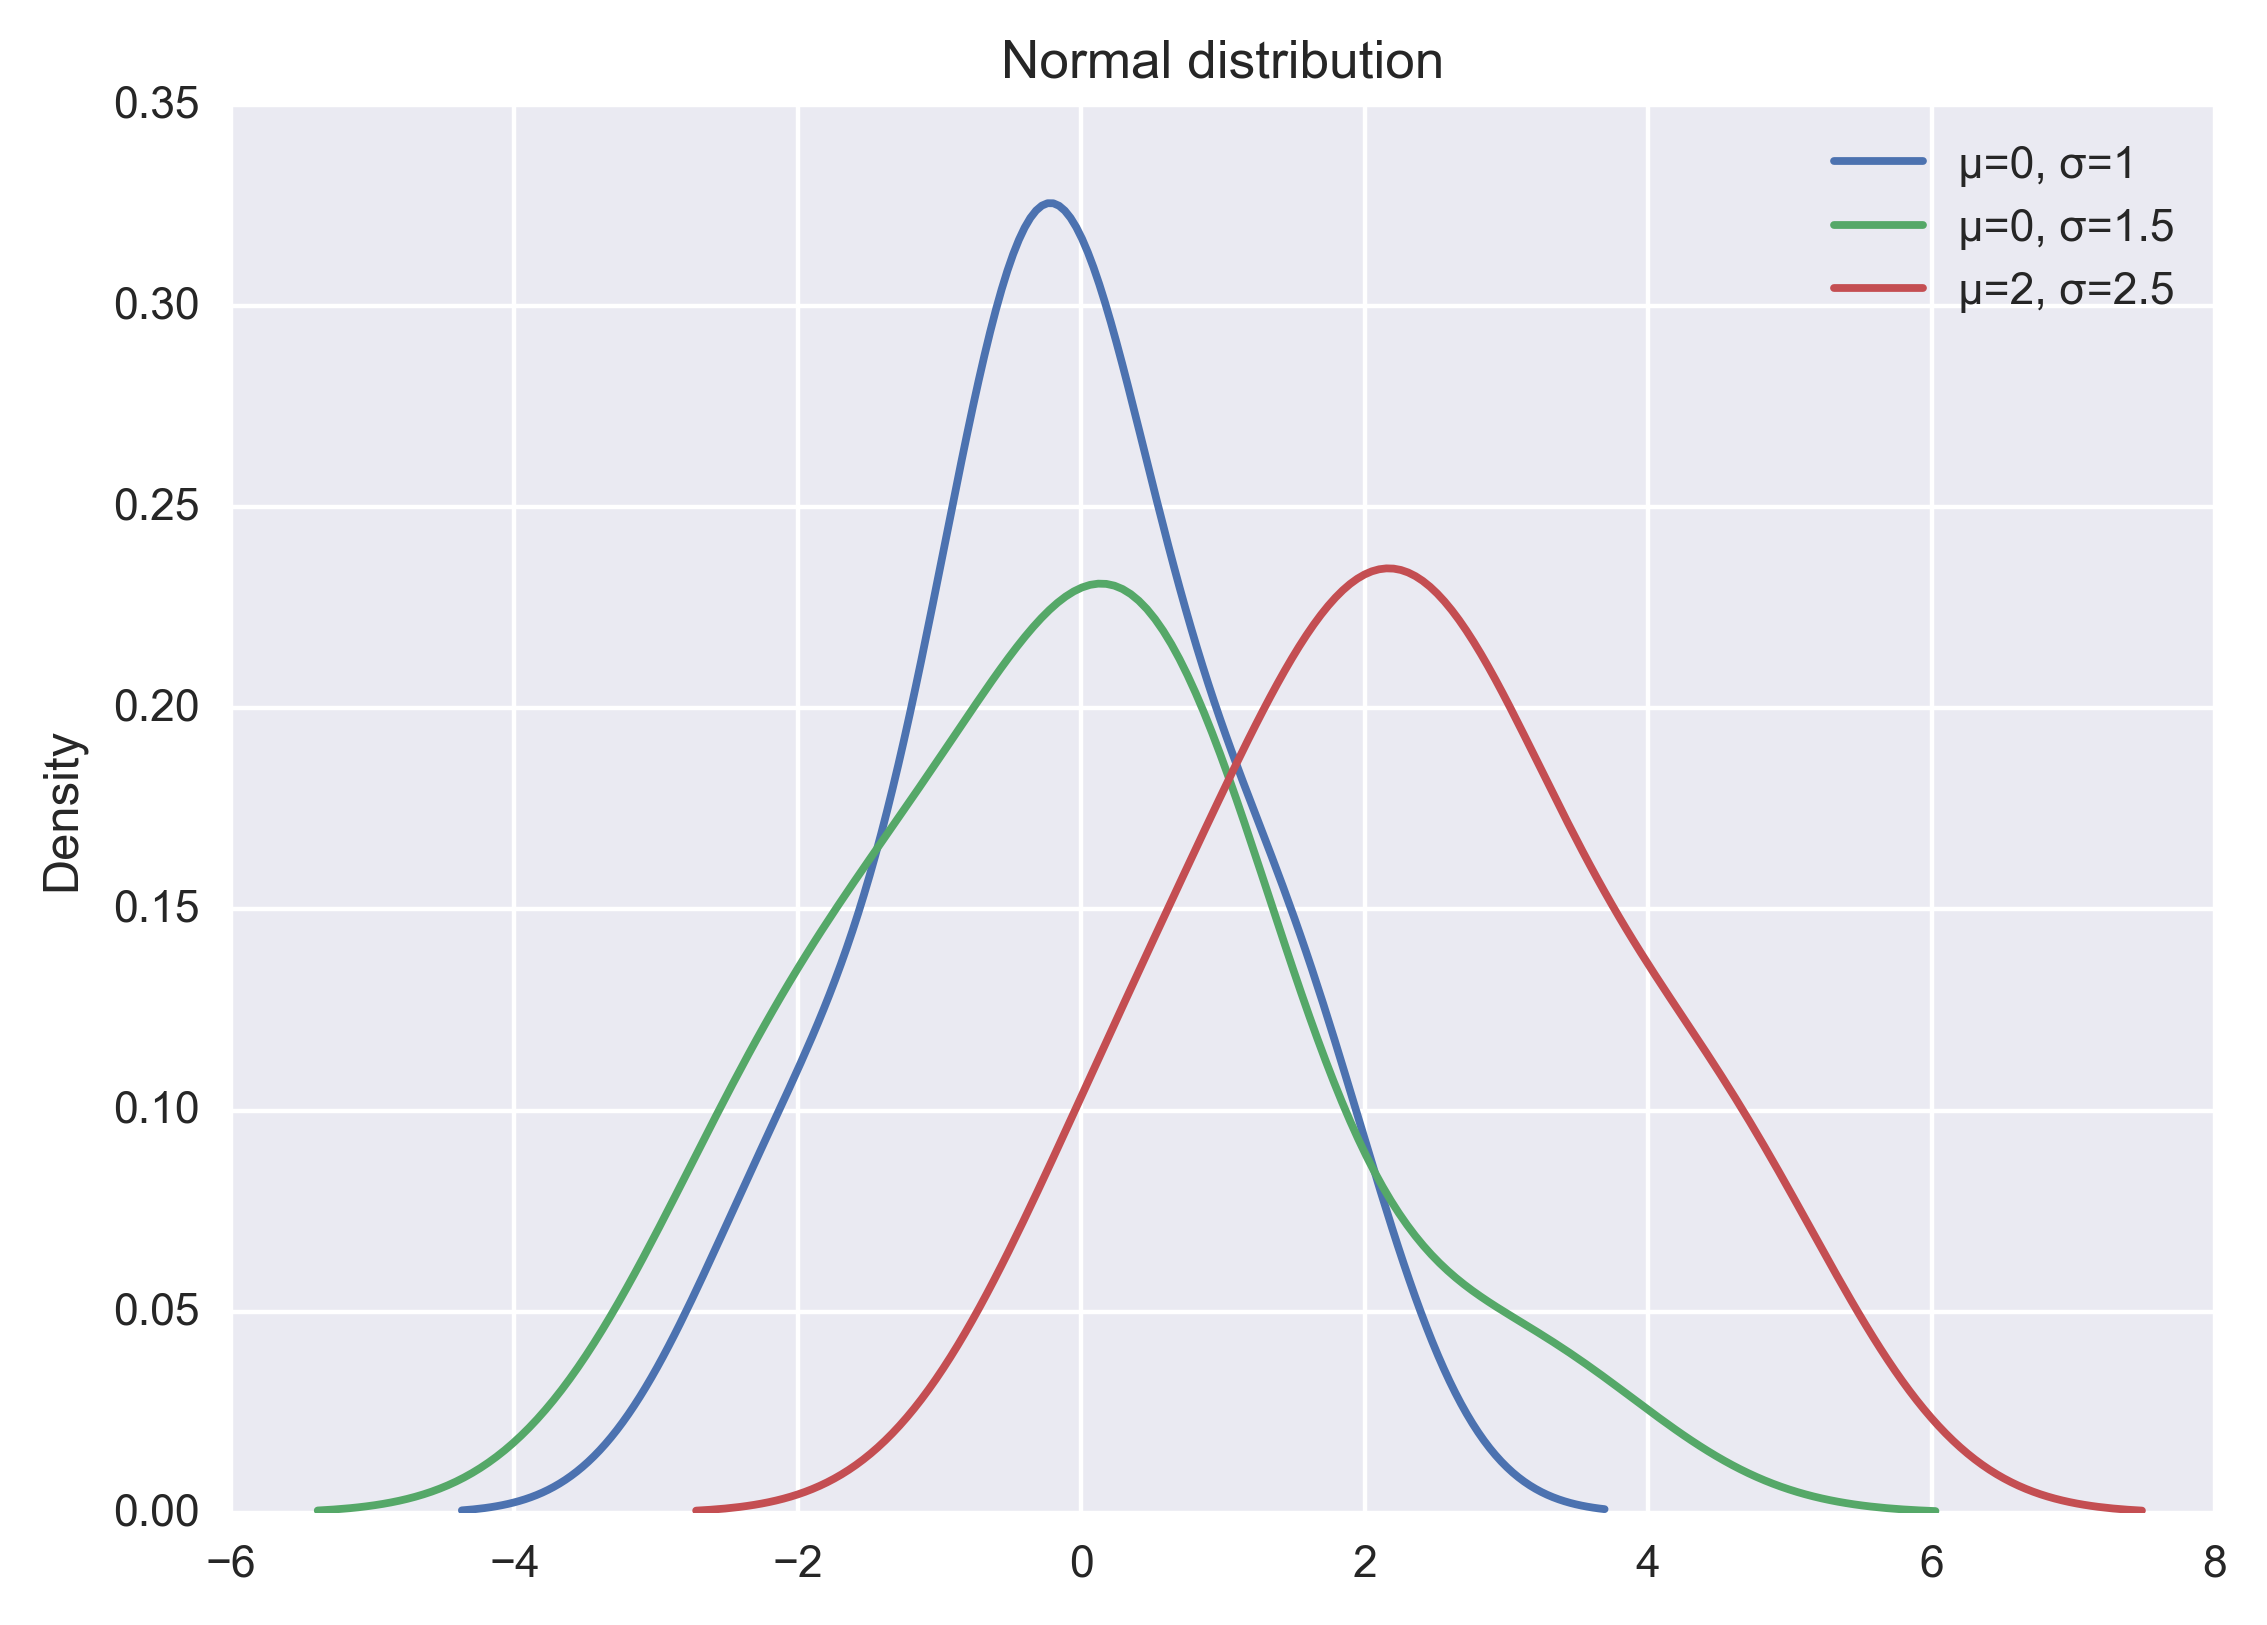 Normal distribution
0.35
μ=0, σ=1
μ=0, σ=1.5
μ=2, σ=2.5
0.30
0.25
0.20
Density
0.15
0.10
0.05
0.00
−6 −4 −2 0 2 4 6 8